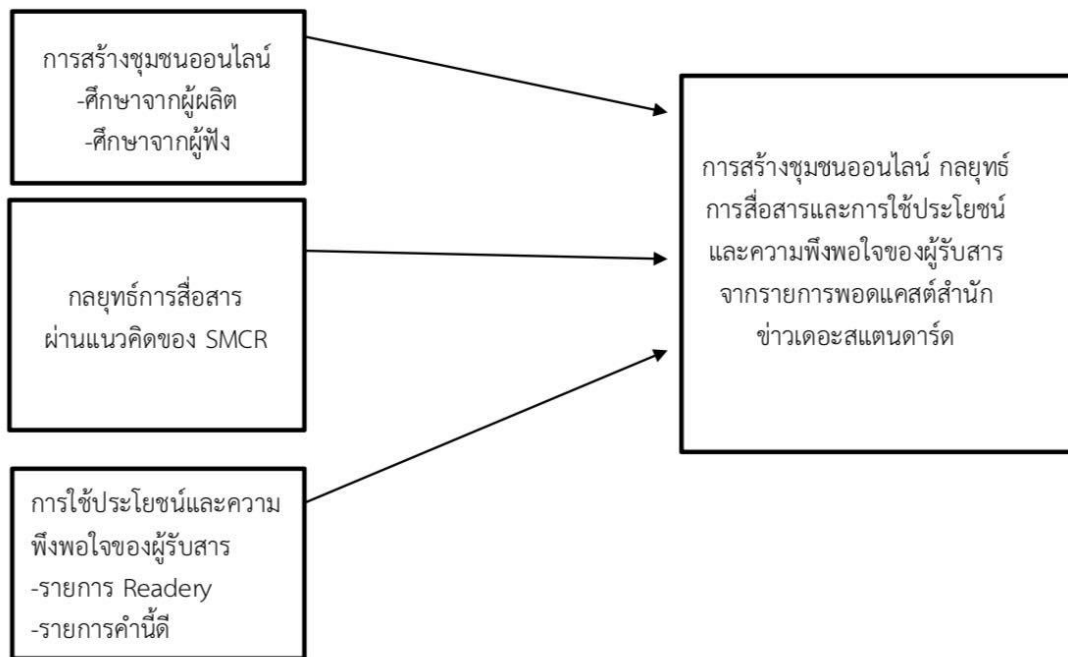 การสร้างชุมชนออนไลน์
-ศึกษาจากผู้ผลิต
-ศึกษาจากผู้ฟัง
กลยุทธ์การสื่อสาร
ผ่านแนวคิดของ SMCR
การใช้ประโยชน์และความ
พึงพอใจของผู้รับสาร
-รายการ Readery
-รายการคำนี้ดี
การสร้างชุมชนออนไลน์ กลยุทธ์
การสื่อสารและการใช้ประโยชน์
และความพึงพอใจของผู้รับสาร
จากรายการพอดแคสต์สำนัก
ข่าวเดอะสแตนดาร์ด